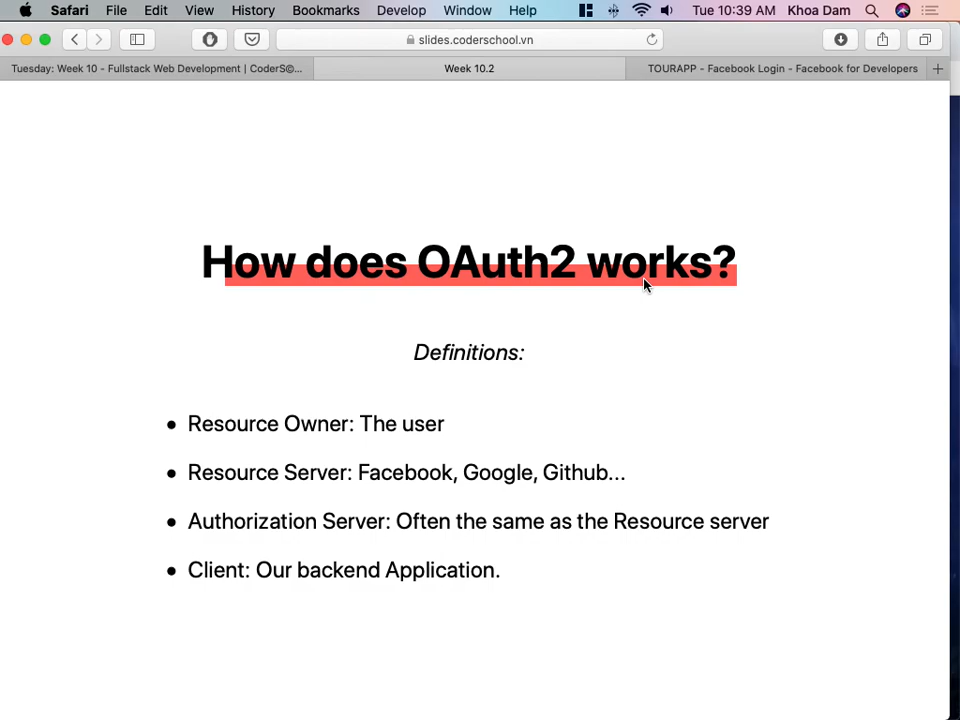 Safari File Edit View History Bookmarks Develop Window Help Tue 10:39 AM Khoa Dam
slides.coderschool.vn
Tuesday: Week 10 - Fullstack Web Development | CoderS©... Week 10.2 TOURAPP - Facebook Login - Facebook for Developers
How does OAuth2 works?
Definitions:
• Resource Owner: The user
• Resource Server: Facebook, Google, Github...
• Authorization Server: Often the same as the Resource server
• Client: Our backend Application.